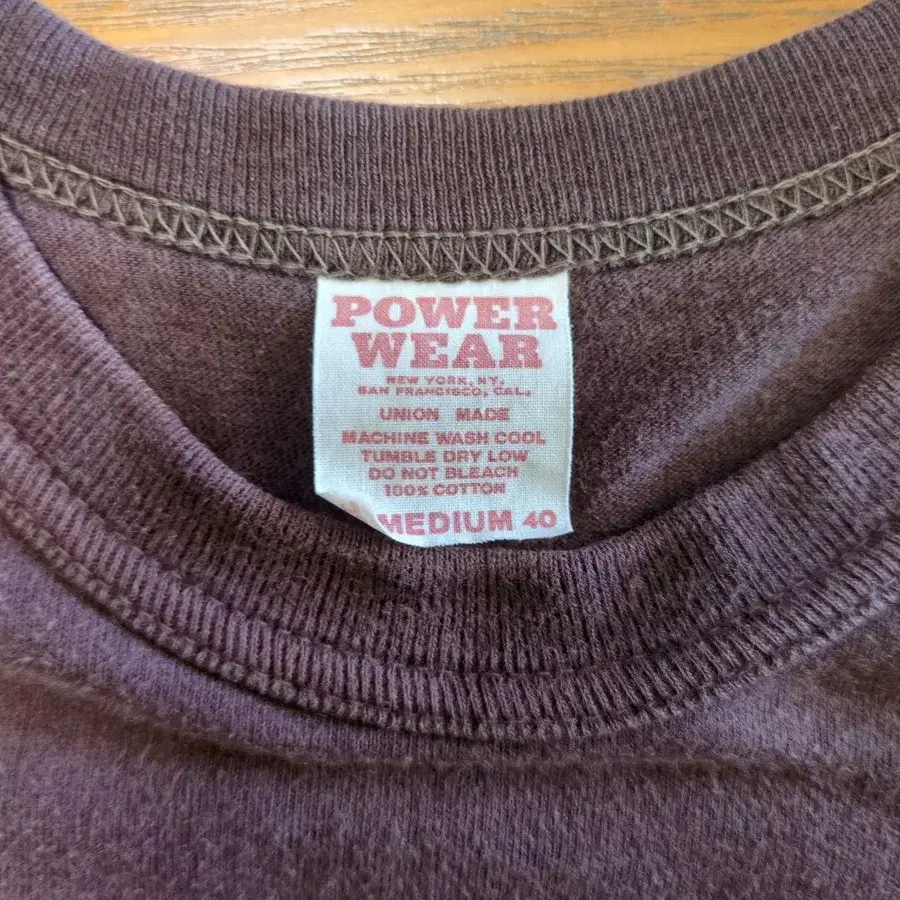 POWER
WEAR
NEW YORK, NY.
SAN FRANCISCO, CAL.
UNION MADE
MACHINE WASH COOL
TUMBLE DRY LOW
DO NOT BLEACH
100% COTTON
MEDIUM 40